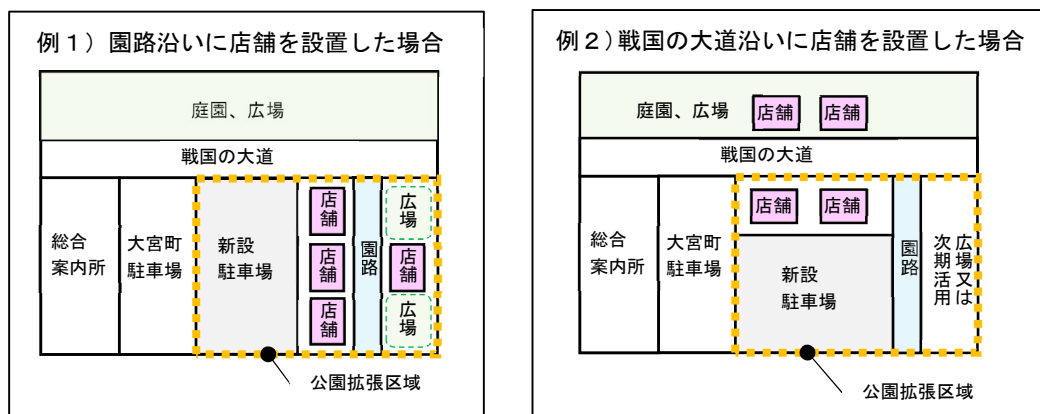 例１）園路沿いに店舗を設置した場合
庭園、広場
戦国の大道
総合
案内所
大宮町
駐車場
新設
駐車場
店舗
店舗
店舗
園路
広場
店舗
広場
公園拡張区域
例２）戦国の大道沿いに店舗を設置した場合
庭園、広場
店舗
店舗
戦国の大道
総合
案内所
大宮町
駐車場
店舗
店舗
新設
駐車場
園路
広場又は
次期活用
公園拡張区域